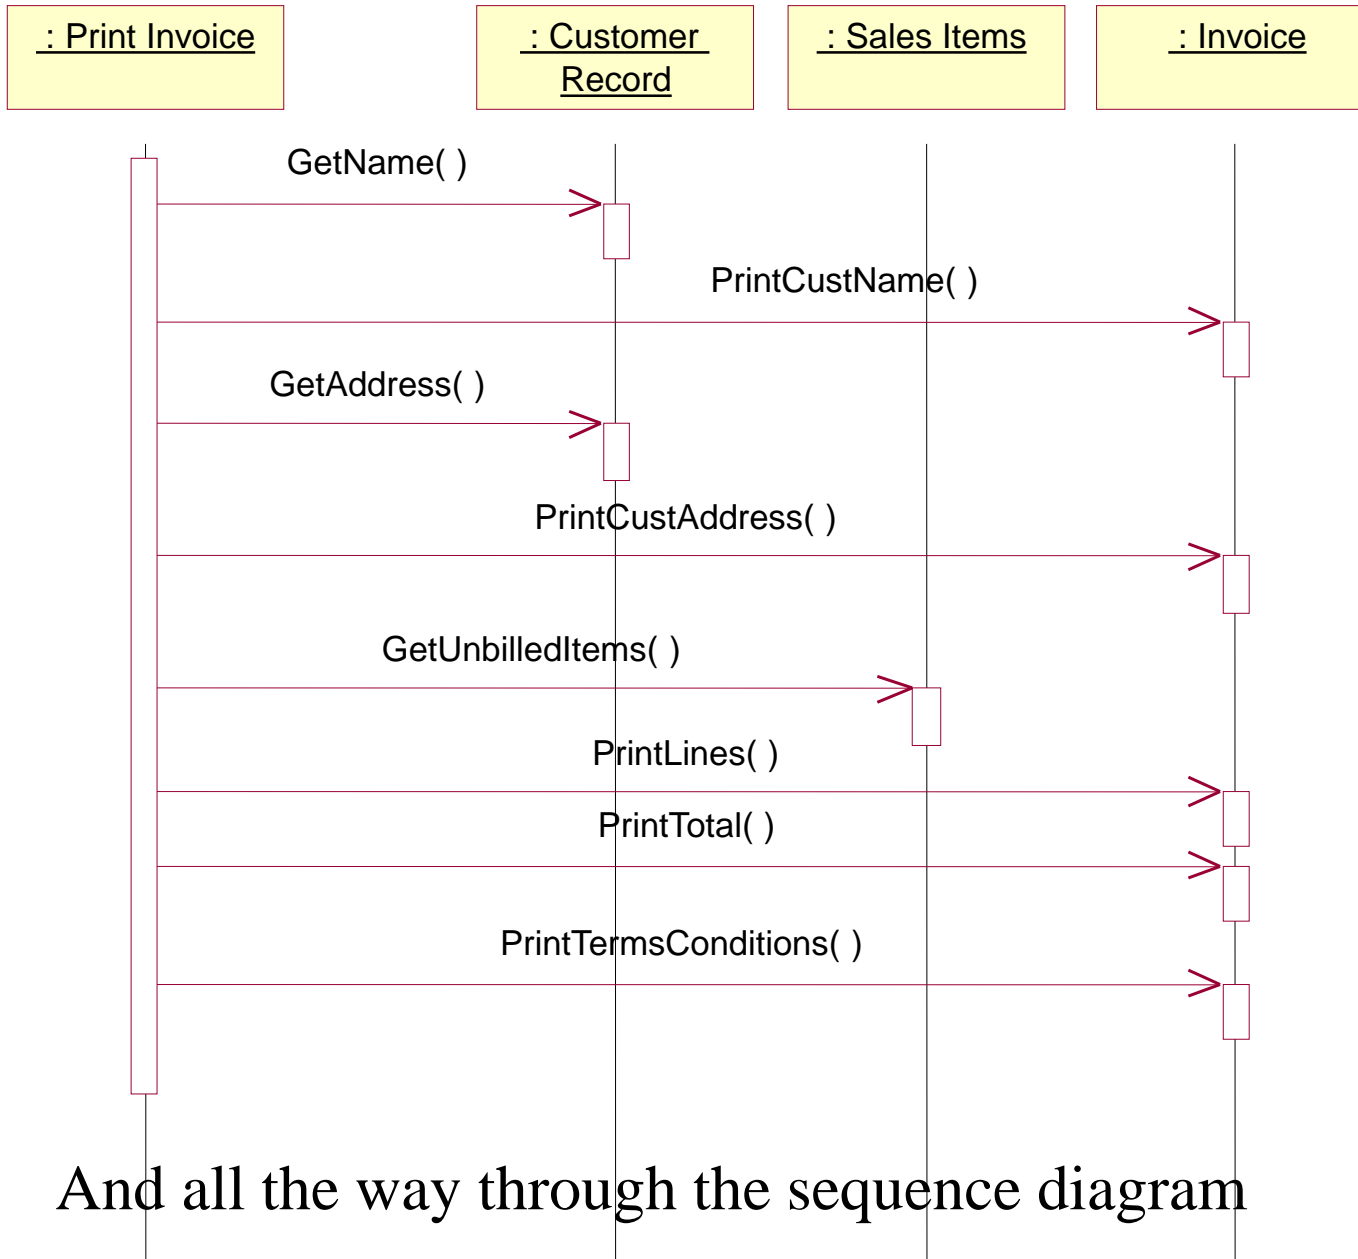 : Print Invoice
: Customer
Record
: Sales Items
: Invoice
GetName( )
PrintCustName( )
GetAddress( )
PrintCustAddress( )
GetUnbilledItems( )
PrintLines( )
PrintTotal( )
PrintTermsConditions( )
And all the way through the sequence diagram